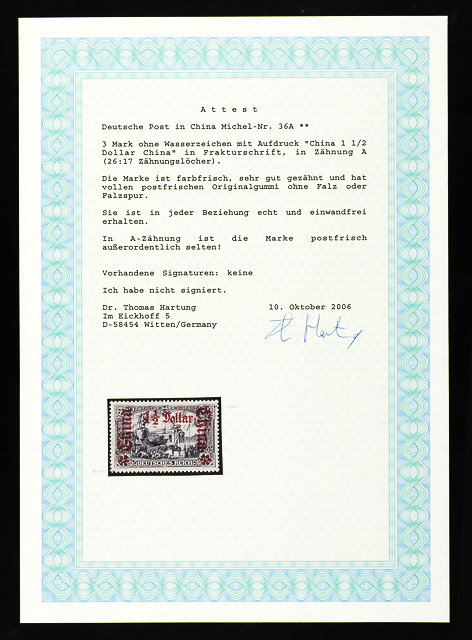 Attest
Deutsche Post in China Michel-Nr. 36A **
3 Mark ohne Wasserzeichen mit Aufdruck "China 1 1/2
Dollar China" in Frakturschrift, in Zähnung A
(26:17 Zähnungslöcher).
Die Marke ist farbfrisch, sehr gut gezähnt und hat
vollen postfrischen Originalgummi ohne Falz oder
Falzspur.
Sie ist in jeder Beziehung echt und einwandfrei
erhalten.
In A-Zähnung ist die Marke postfrisch
außerordentlich selten!
Vorhandene Signaturen: keine
Ich habe nicht signiert.
Dr. Thomas Hartung 10. Oktober 2006
Im Eickhoff 5
D-58454 Witten/Germany
China 1½ Dollar China
DEUTSCHES REICH